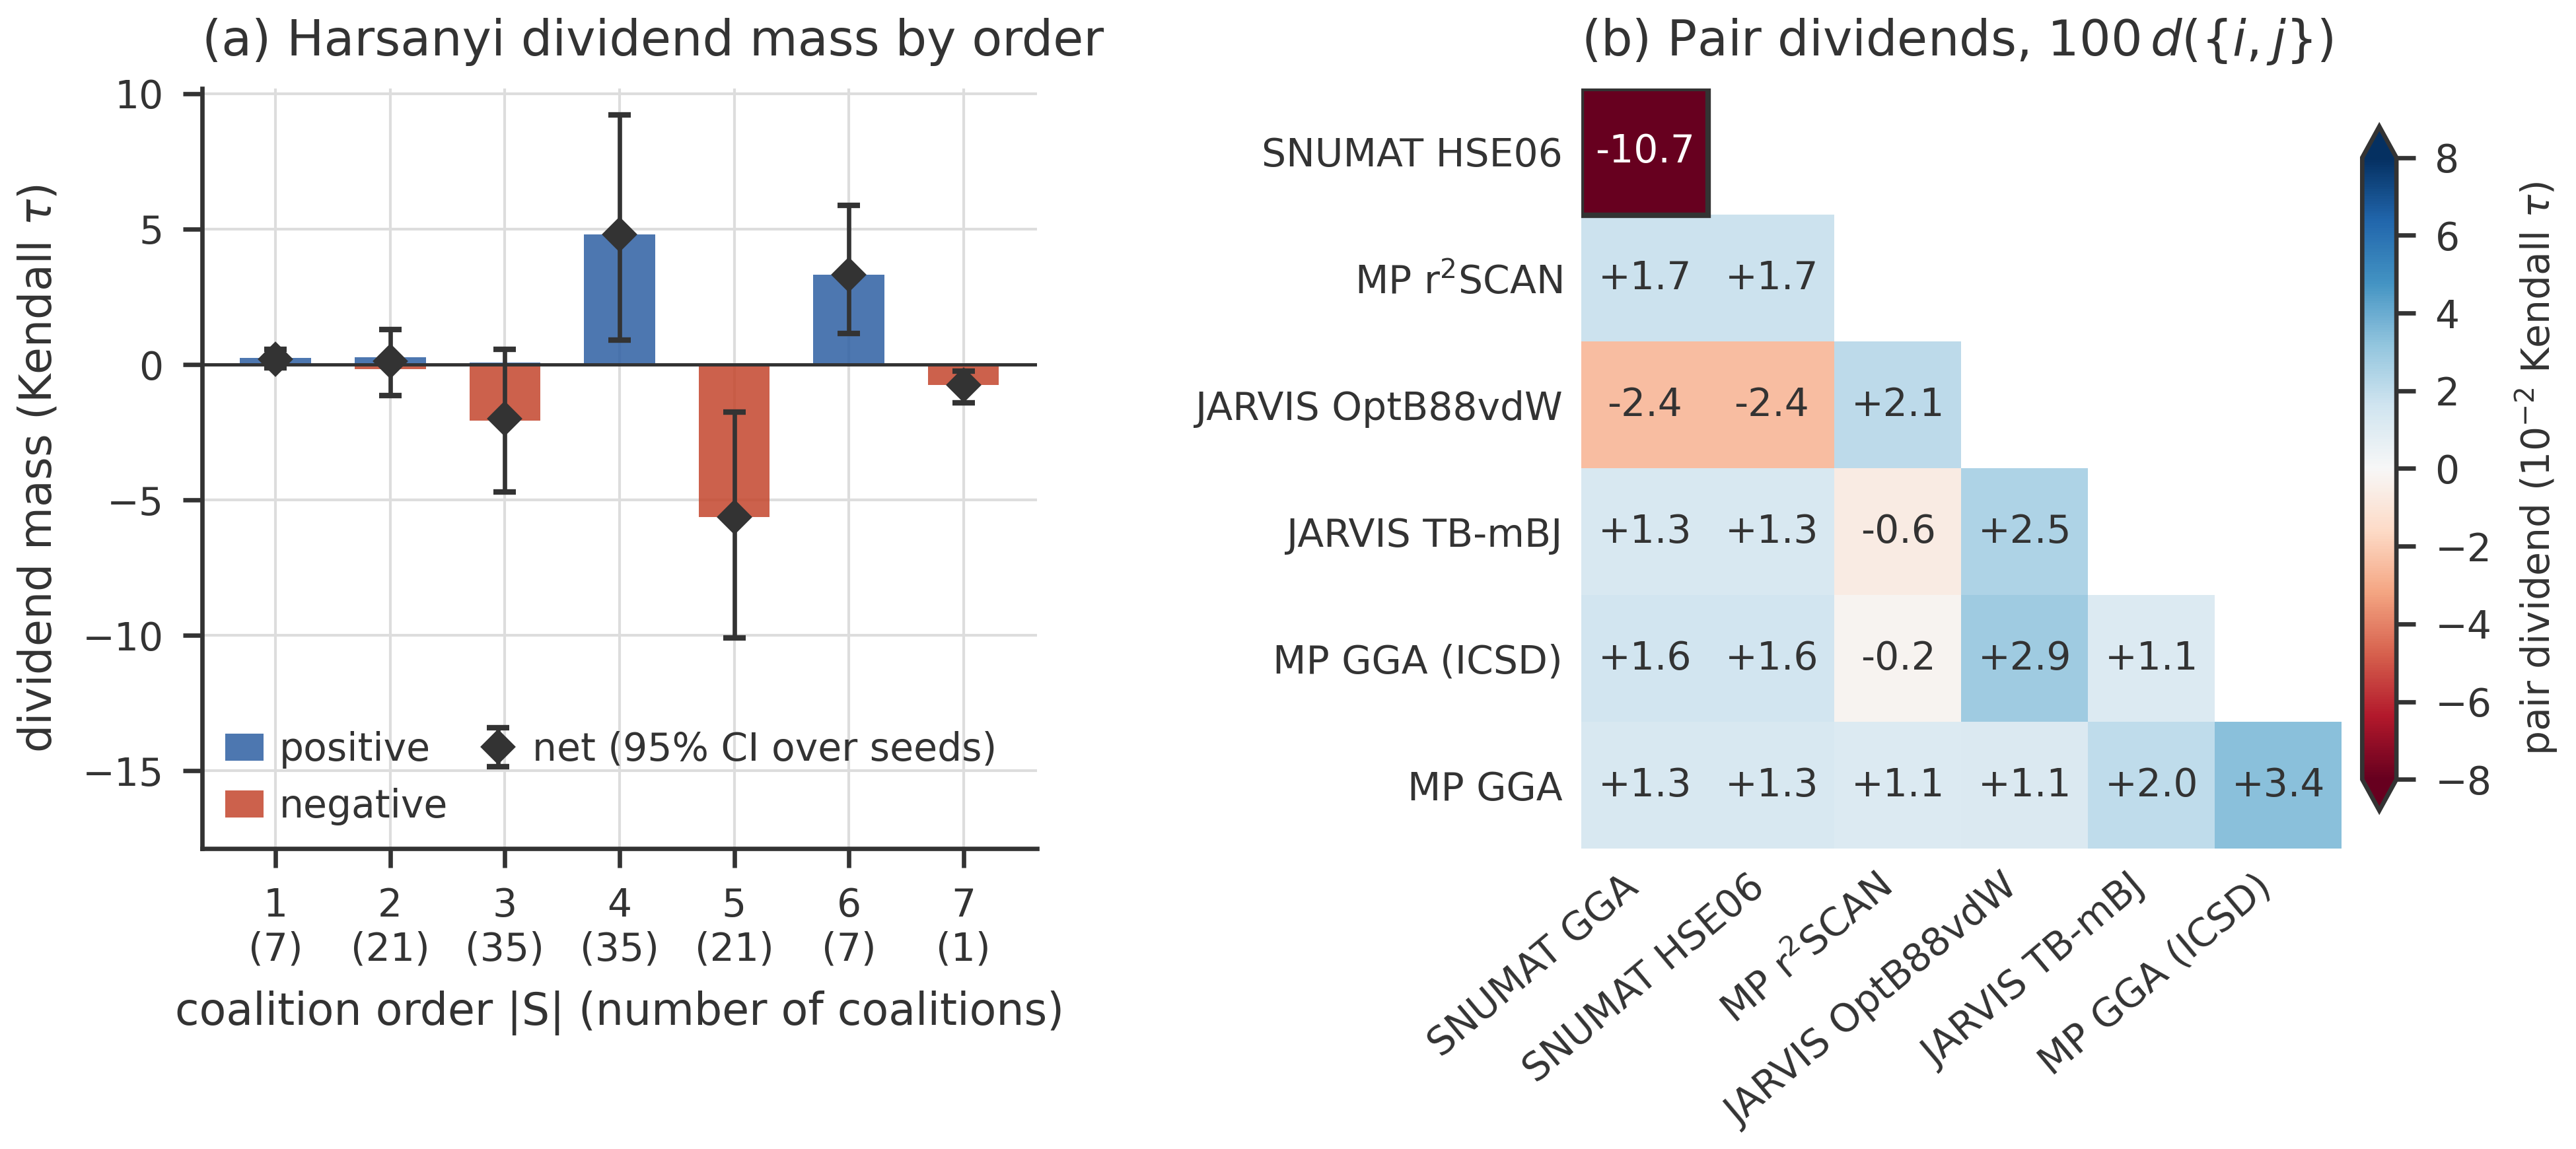 (a) Harsanyi dividend mass by order
dividend mass (Kendall τ)
10
5
0
−5
−10
−15
positive
net (95% CI over seeds)
negative
1 2 3 4 5 6 7
(7) (21) (35) (35) (21) (7) (1)
coalition order |S| (number of coalitions)
(b) Pair dividends, 100 d({i, j})
SNUMAT HSE06 -10.7
MP r²SCAN +1.7 +1.7
JARVIS OptB88vdW -2.4 -2.4 +2.1
JARVIS TB-mBJ +1.3 +1.3 -0.6 +2.5
MP GGA (ICSD) +1.6 +1.6 -0.2 +2.9 +1.1
MP GGA +1.3 +1.3 +1.1 +1.1 +2.0 +3.4
SNUMAT GGA
SNUMAT HSE06
MP r²SCAN
JARVIS OptB88vdW
JARVIS TB-mBJ
MP GGA (ICSD)
8
6
4
2
0
−2
−4
−6
−8
pair dividend (10⁻² Kendall τ)